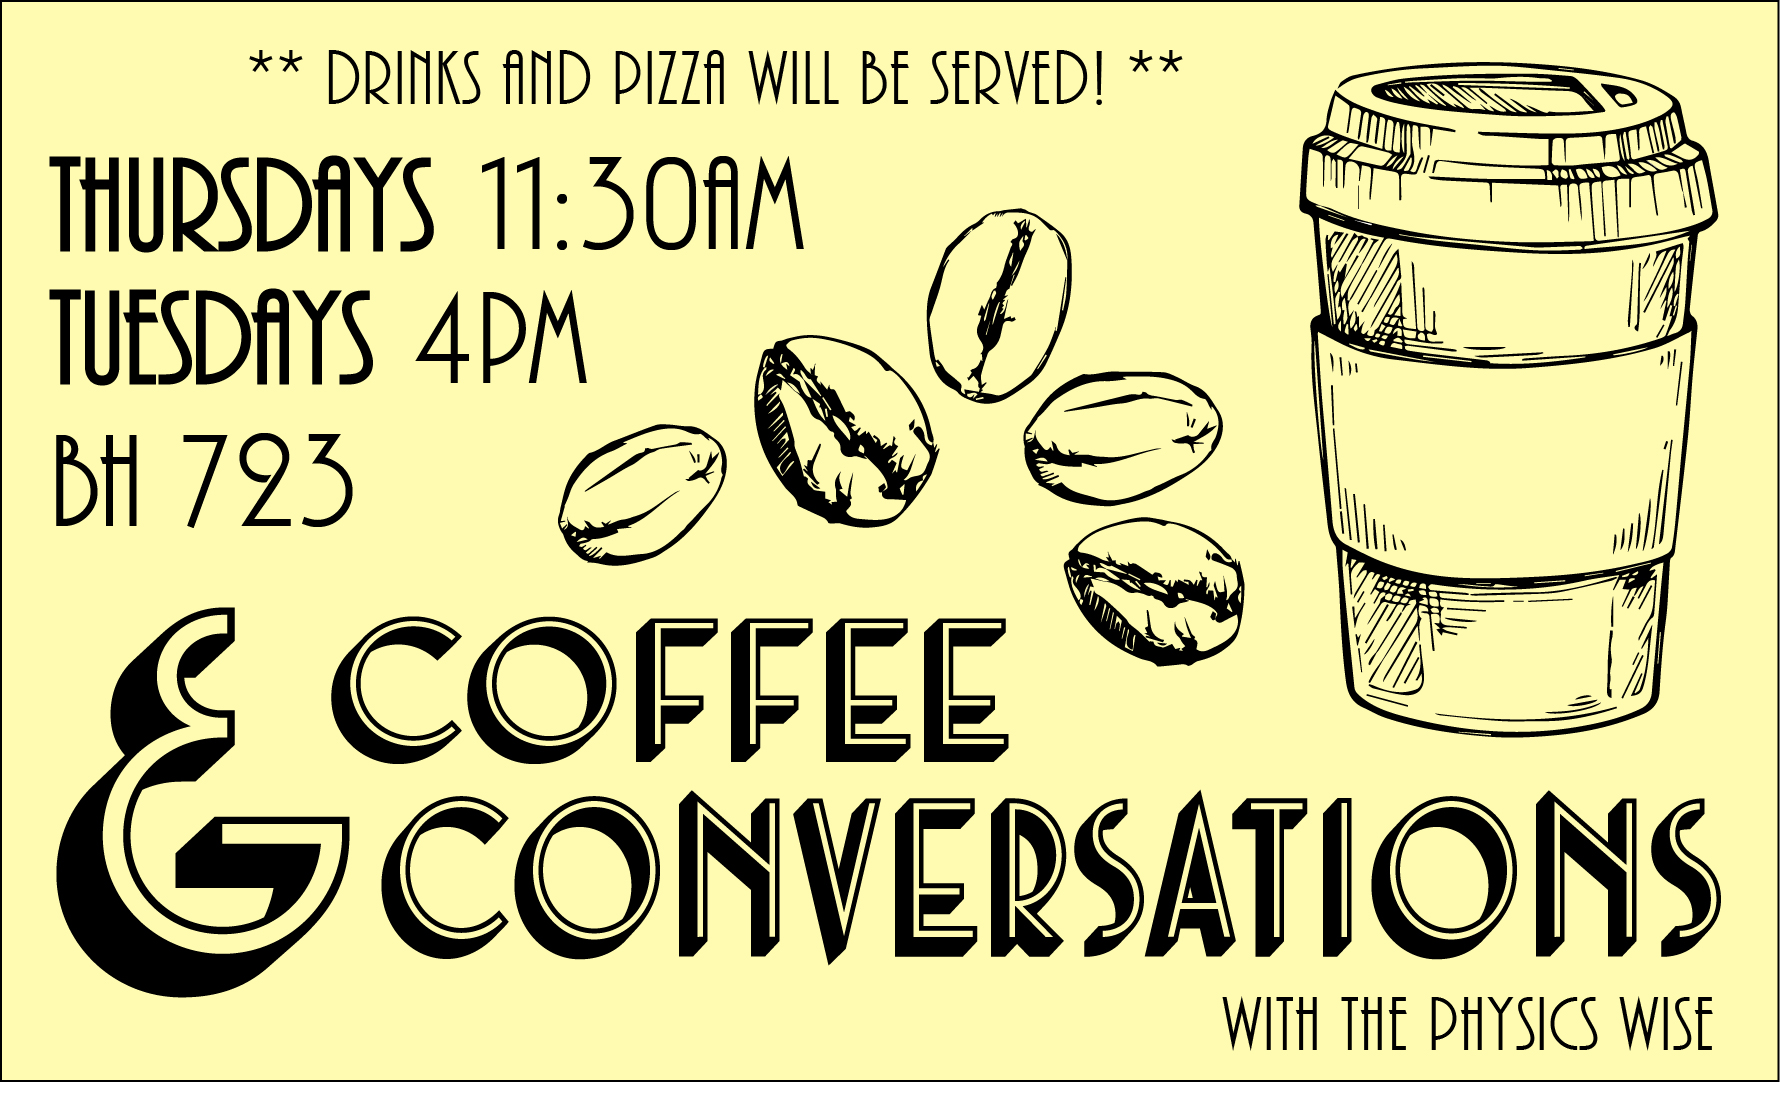 ** DRINKS AND PIZZA WILL BE SERVED! **
THURSDAYS 11:30AM
TUESDAYS 4PM
BH 723
& COFFEE
CONVERSATIONS
WITH THE PHYSICS WISE